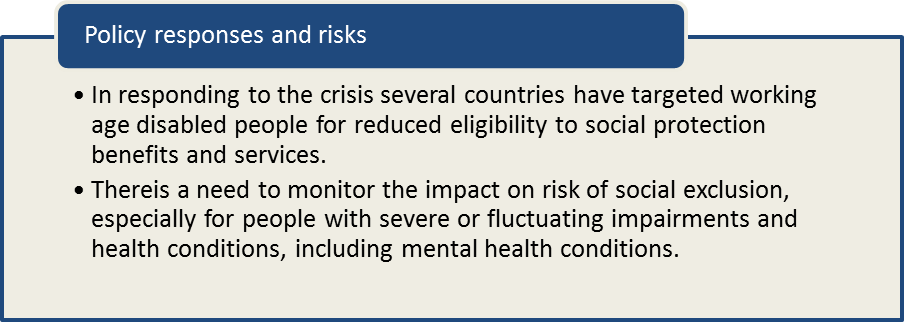 Policy responses and risks
• In responding to the crisis several countries have targeted working
age disabled people for reduced eligibility to social protection
benefits and services.
• Thereis a need to monitor the impact on risk of social exclusion,
especially for people with severe or fluctuating impairments and
health conditions, including mental health conditions.